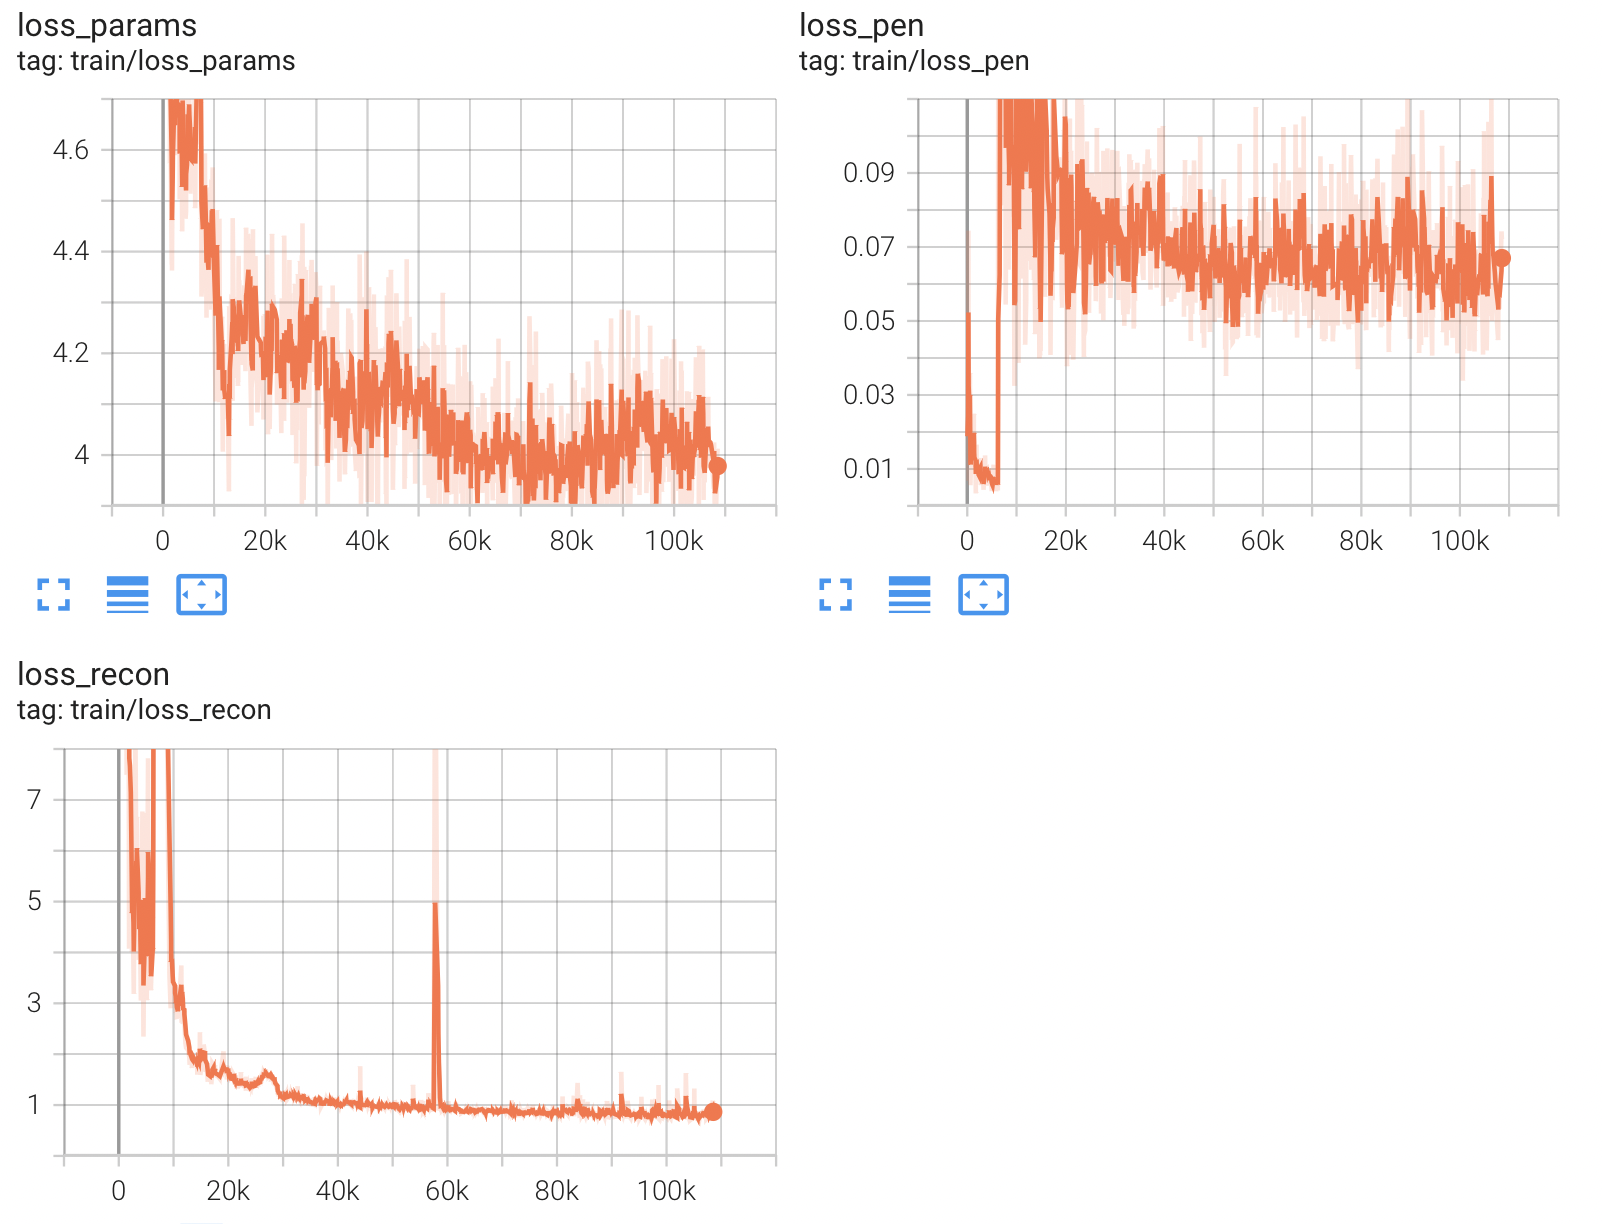 loss_params
tag: train/loss_params
4.6
4.4
4.2
4
0 20k 40k 60k 80k 100k
loss_pen
tag: train/loss_pen
0.09
0.07
0.05
0.03
0.01
0 20k 40k 60k 80k 100k
loss_recon
tag: train/loss_recon
7
5
3
1
0 20k 40k 60k 80k 100k